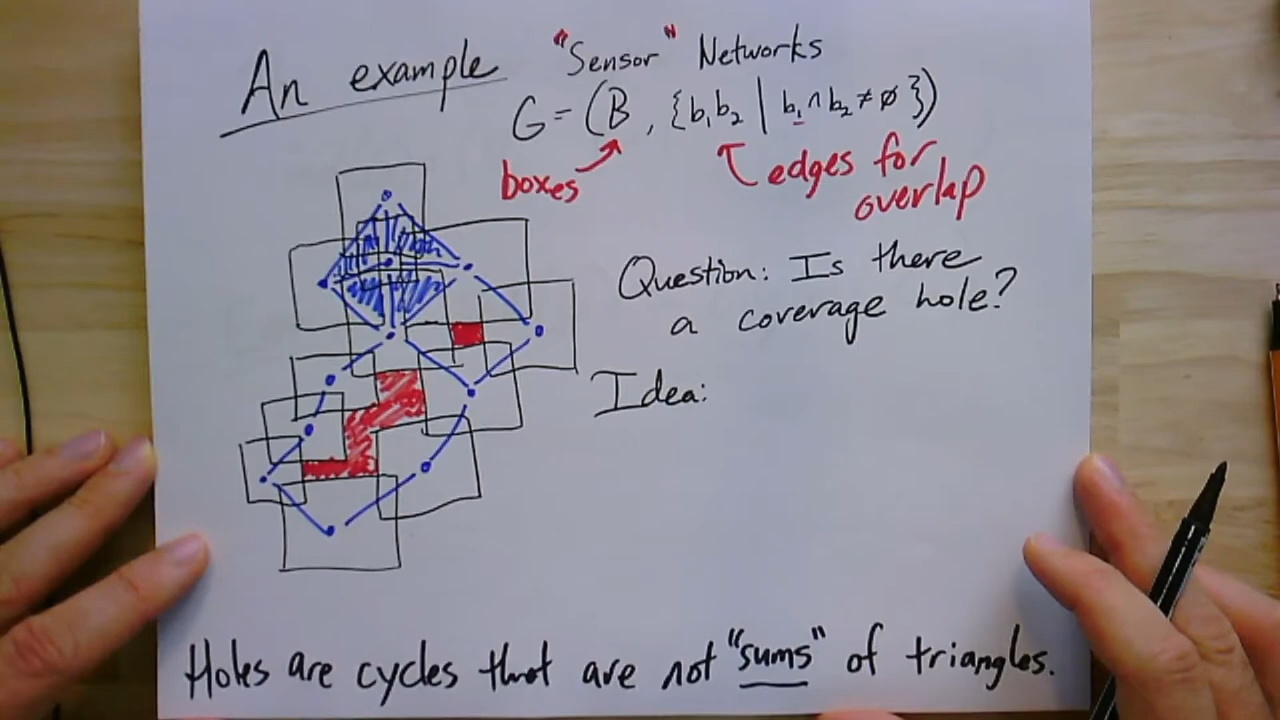 An example "Sensor" Networks
G = (B, {b₁b₂ | b₁∩b₂ ≠ ∅})
boxes
edges for
overlap
Question: Is there
a coverage hole?
Idea:
Holes are cycles that are not "sums" of triangles.